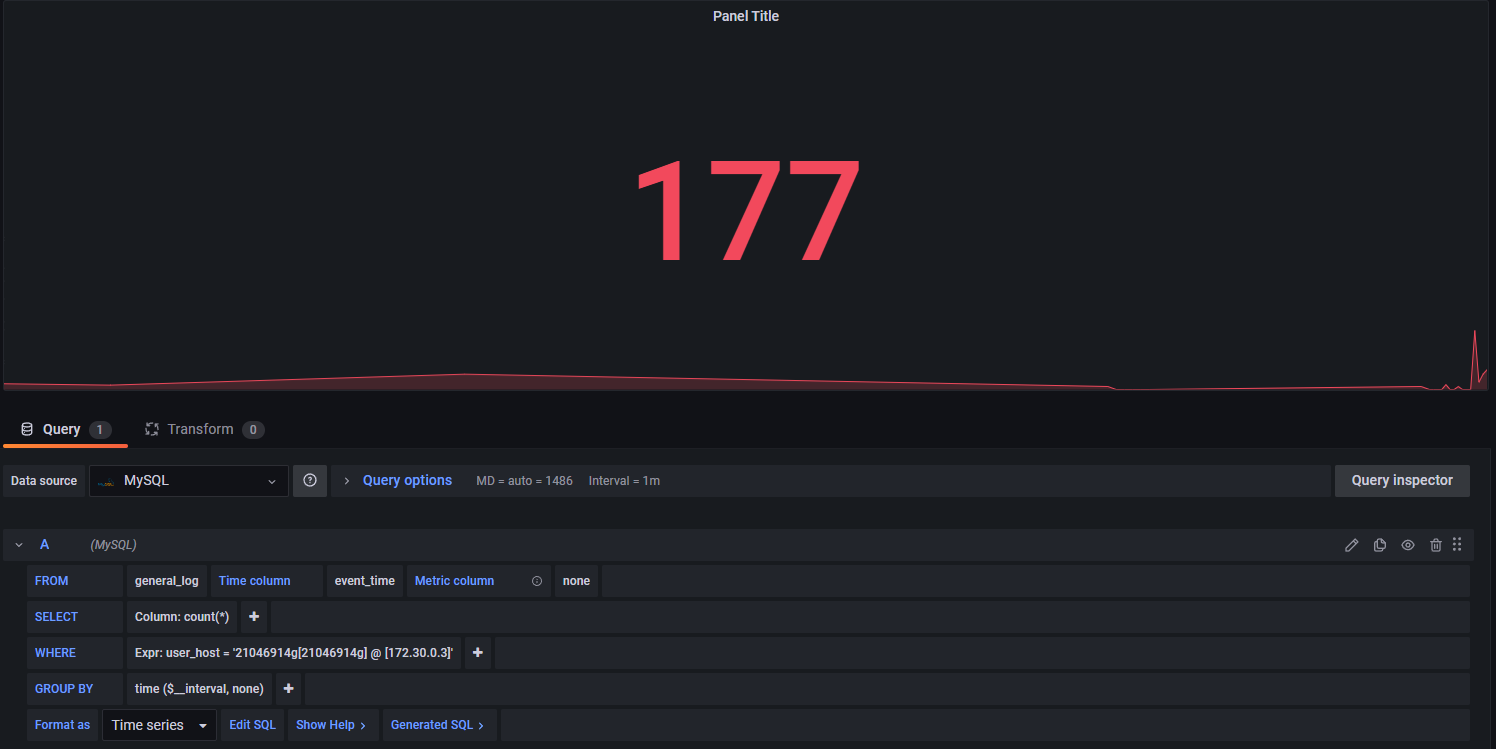 Panel Title
177
Query 1 Transform 0
Data source MySQL Query options MD = auto = 1486 Interval = 1m Query inspector
A (MySQL)
FROM general_log Time column event_time Metric column none
SELECT Column: count(*)
WHERE Expr: user_host = '21046914g[21046914g] @ [172.30.0.3]'
GROUP BY time ($__interval, none)
Format as Time series Edit SQL Show Help Generated SQL